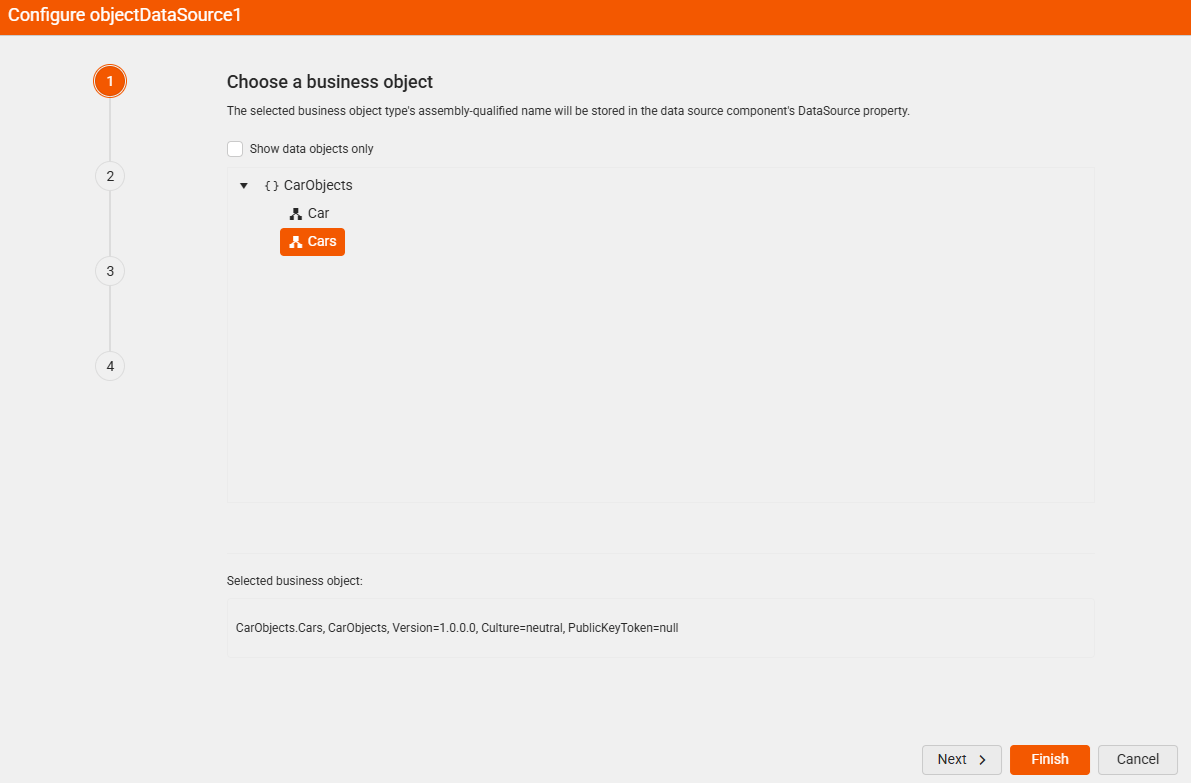 Configure objectDataSource1
1
Choose a business object
The selected business object type's assembly-qualified name will be stored in the data source component's DataSource property.
Show data objects only
2
{} CarObjects
Car
Cars
3
4
Selected business object:
CarObjects.Cars, CarObjects, Version=1.0.0.0, Culture=neutral, PublicKeyToken=null
Next Finish Cancel